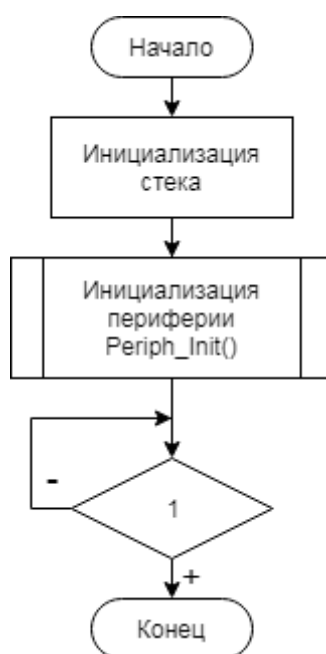 Начало
Инициализация
стека
Инициализация
периферии
Periph_Init()
-
1
+
Конец